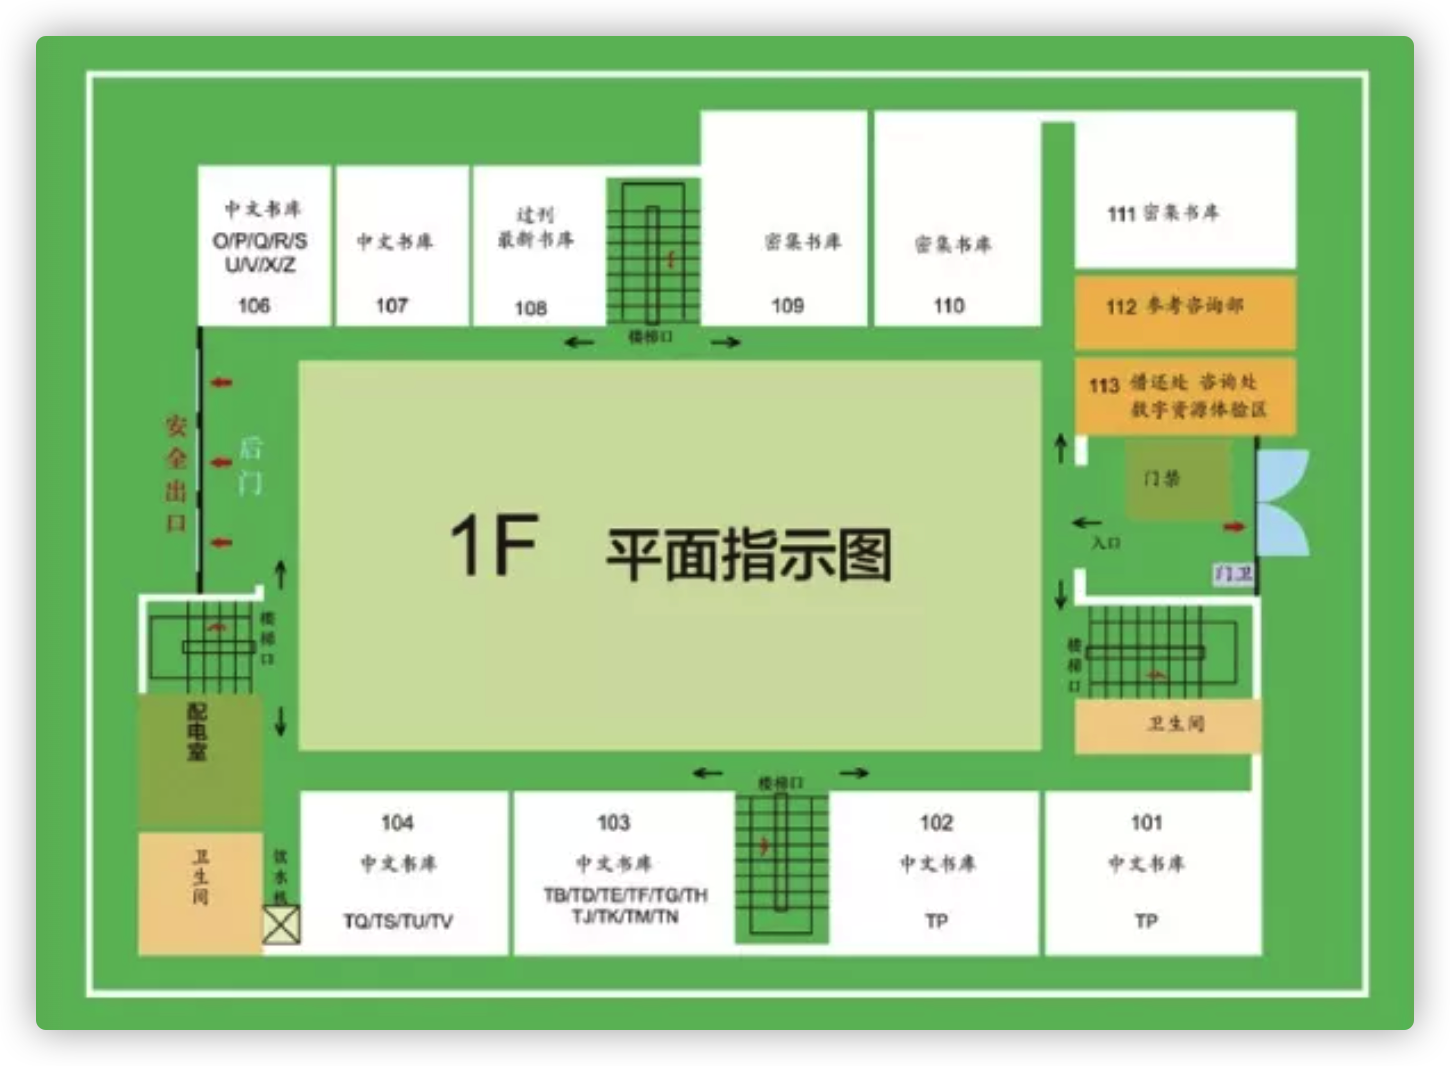 中文书库
O/P/Q/R/S
U/V/X/Z
106
中文书库
107
过刊
最新书库
108
楼梯口
密集书库
109
密集书库
110
111 密集书库
112 参考咨询部
113 借还处 咨询处
数字资源体验区
安全出口
后门
门禁
入口
门卫
1F 平面指示图
楼梯口
配电室
卫生间
饮水机
楼梯口
卫生间
104
中文书库
TQ/TS/TU/TV
103
中文书库
TB/TD/TE/TF/TG/TH
TJ/TK/TM/TN
楼梯口
102
中文书库
TP
101
中文书库
TP